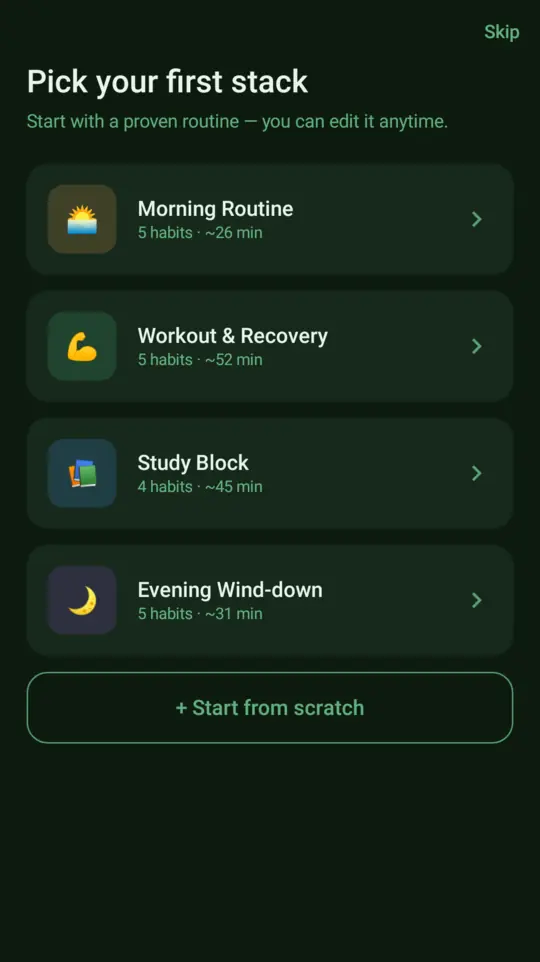 Skip
Pick your first stack
Start with a proven routine — you can edit it anytime.
Morning Routine
5 habits · ~26 min
Workout & Recovery
5 habits · ~52 min
Study Block
4 habits · ~45 min
Evening Wind-down
5 habits · ~31 min
+ Start from scratch